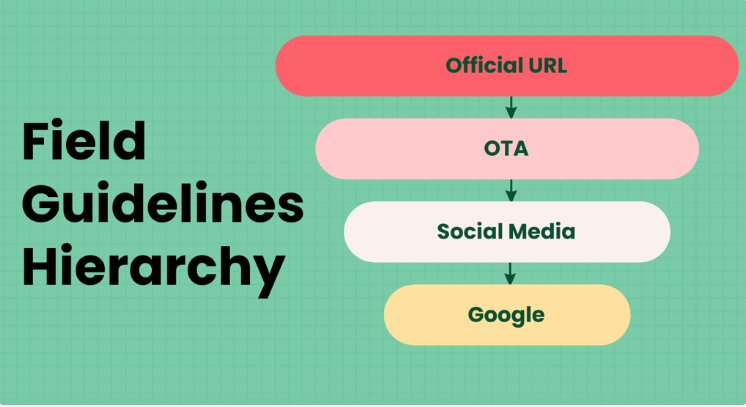 Field
Guidelines
Hierarchy
Official URL
OTA
Social Media
Google